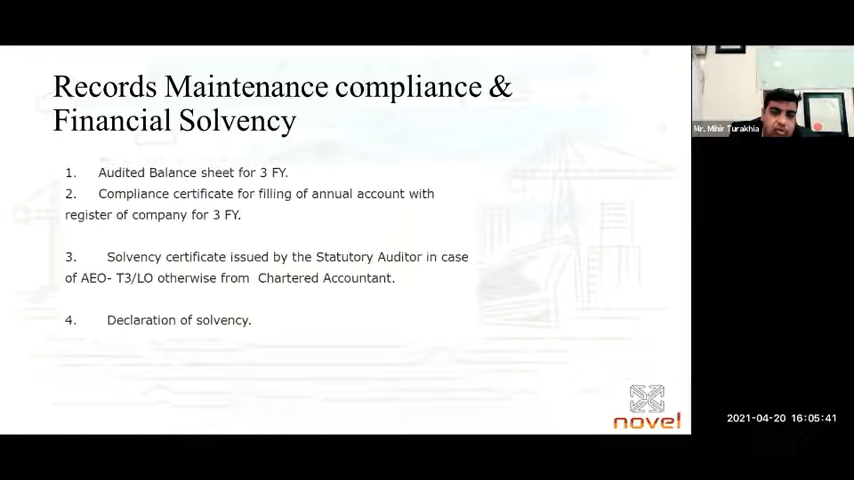 Records Maintenance compliance &
Financial Solvency
1. Audited Balance sheet for 3 FY.
2. Compliance certificate for filling of annual account with
register of company for 3 FY.
3. Solvency certificate issued by the Statutory Auditor in case
of AEO- T3/LO otherwise from Chartered Accountant.
4. Declaration of solvency.
novel
Mr. Mihir Turakhia
2021-04-20 16:05:41